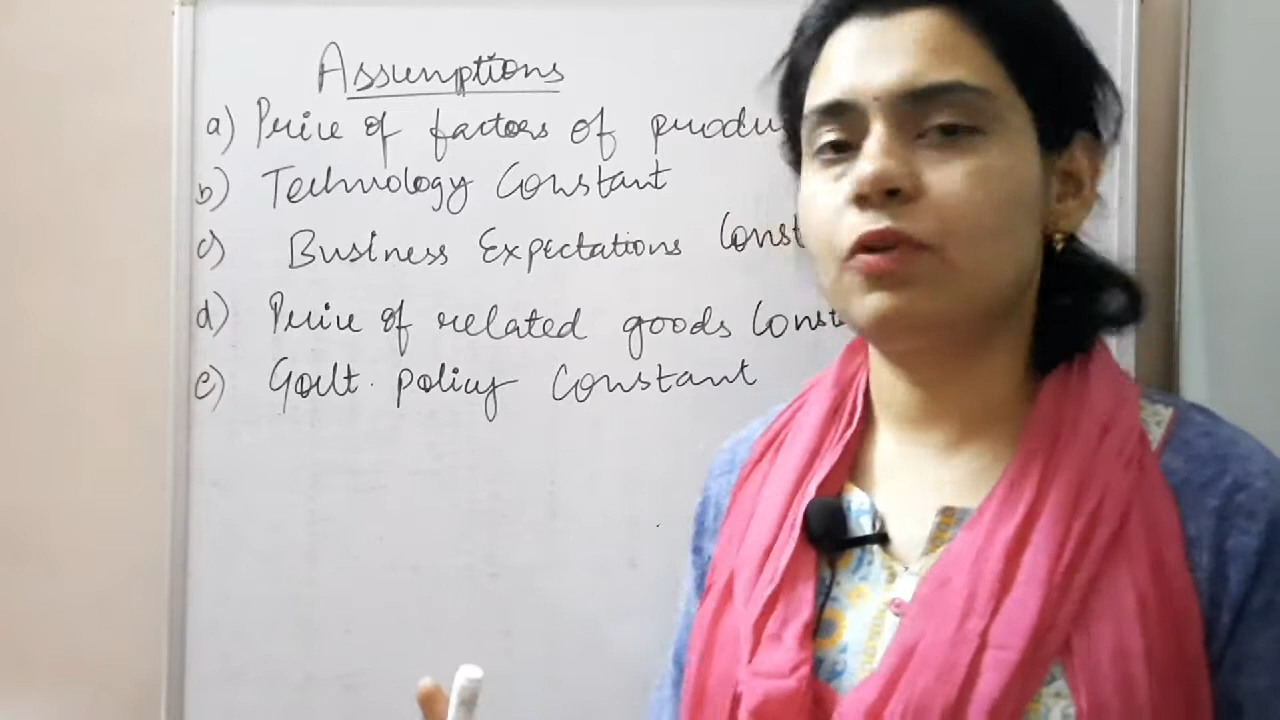 Assumptions
a) Price of factors of produ
b) Technology Constant
c) Business Expectations Const
d) Price of related goods Const
e) Govt. policy Constant